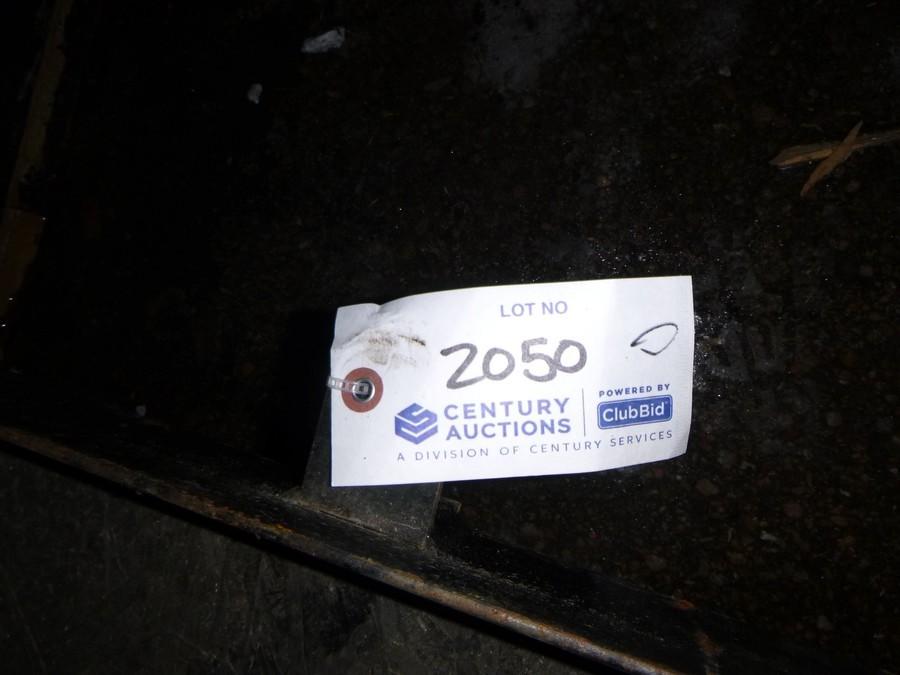 LOT NO
2050
CENTURY
AUCTIONS
POWERED BY
ClubBid
A DIVISION OF CENTURY SERVICES